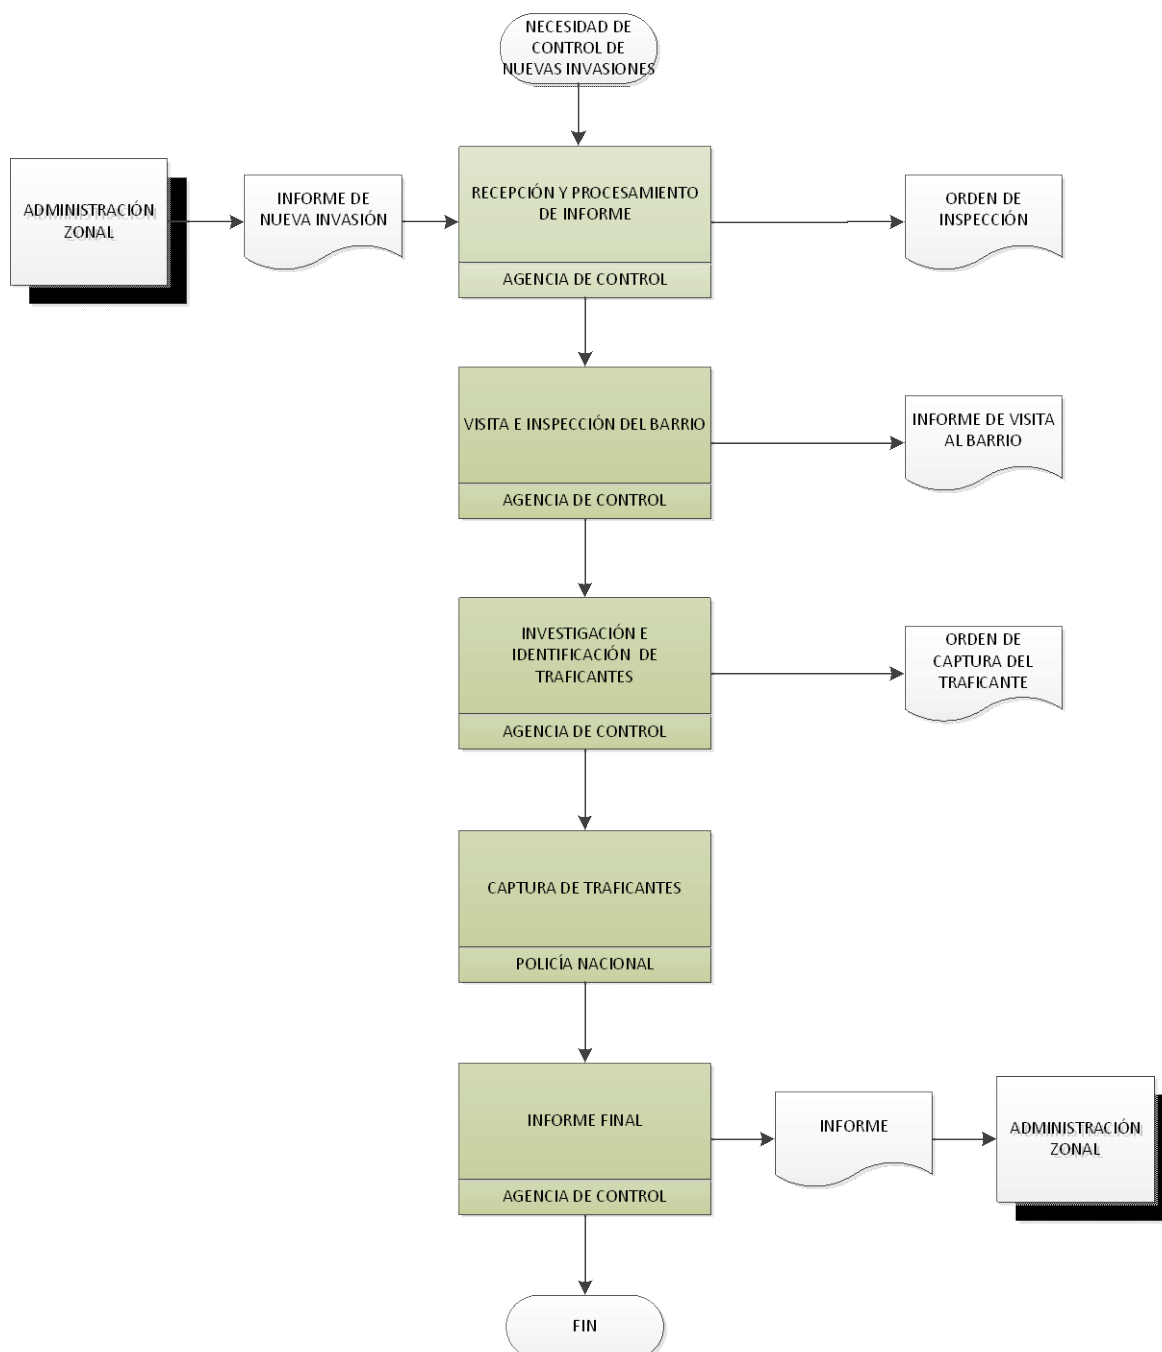 NECESIDAD DE
CONTROL DE
NUEVAS INVASIONES
ADMINISTRACIÓN
ZONAL
INFORME DE
NUEVA INVASIÓN
RECEPCIÓN Y PROCESAMIENTO
DE INFORME
AGENCIA DE CONTROL
ORDEN DE
INSPECCIÓN
VISITA E INSPECCIÓN DEL BARRIO
AGENCIA DE CONTROL
INFORME DE VISITA
AL BARRIO
INVESTIGACIÓN E
IDENTIFICACIÓN DE
TRAFICANTES
AGENCIA DE CONTROL
ORDEN DE
CAPTURA DEL
TRAFICANTE
CAPTURA DE TRAFICANTES
POLICÍA NACIONAL
INFORME FINAL
AGENCIA DE CONTROL
INFORME
ADMINISTRACIÓN
ZONAL
FIN